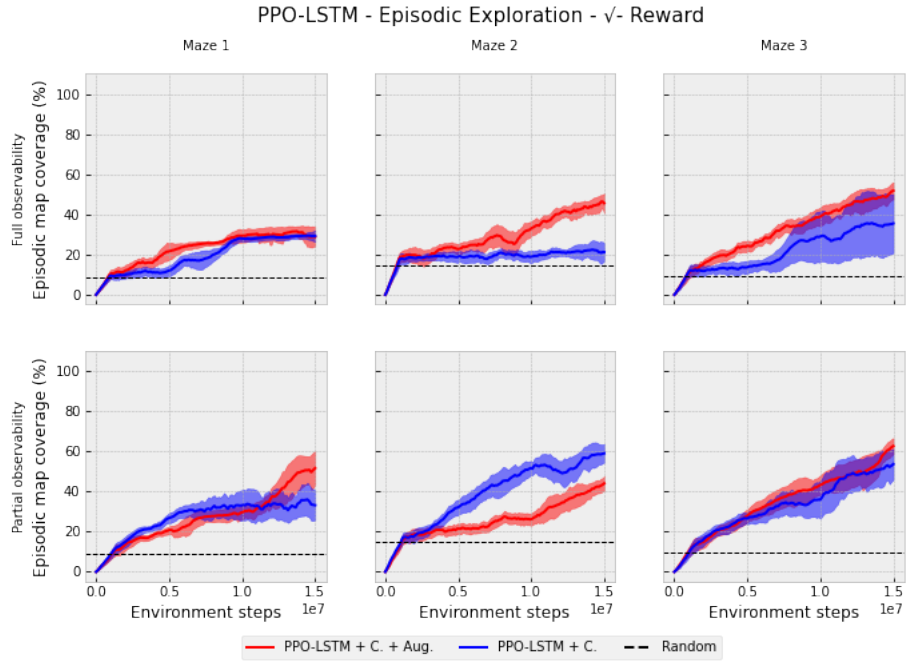 PPO-LSTM - Episodic Exploration - √- Reward
Maze 1
Maze 2
Maze 3
Full observability
Episodic map coverage (%)
100
80
60
40
20
0
Partial observability
Episodic map coverage (%)
100
80
60
40
20
0
0.0 0.5 1.0 1.5
1e7
Environment steps
0.0 0.5 1.0 1.5
1e7
Environment steps
0.0 0.5 1.0 1.5
1e7
Environment steps
PPO-LSTM + C. + Aug. PPO-LSTM + C. Random